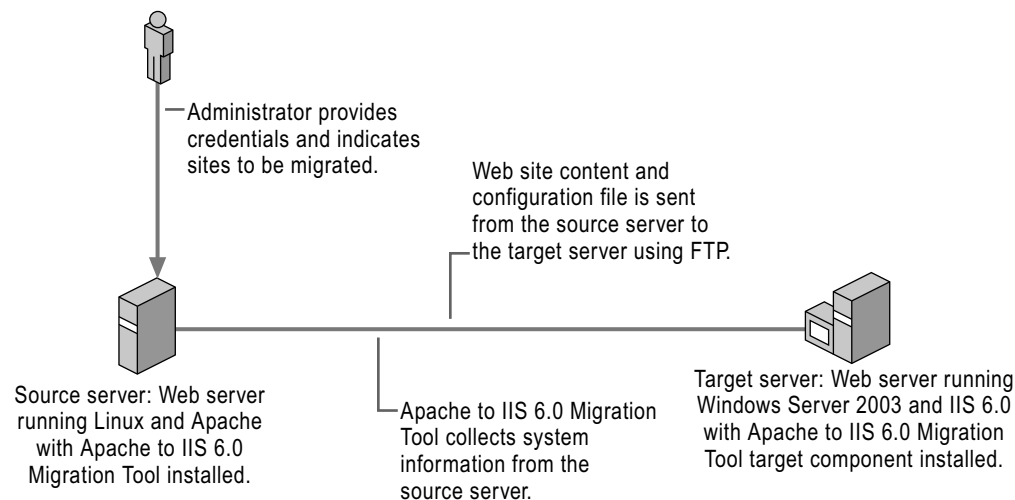 Administrator provides
credentials and indicates
sites to be migrated.
Web site content and
configuration file is sent
from the source server to
the target server using FTP.
Source server: Web server
running Linux and Apache
with Apache to IIS 6.0
Migration Tool installed.
Apache to IIS 6.0 Migration
Tool collects system
information from the
source server.
Target server: Web server running
Windows Server 2003 and IIS 6.0
with Apache to IIS 6.0 Migration
Tool target component installed.